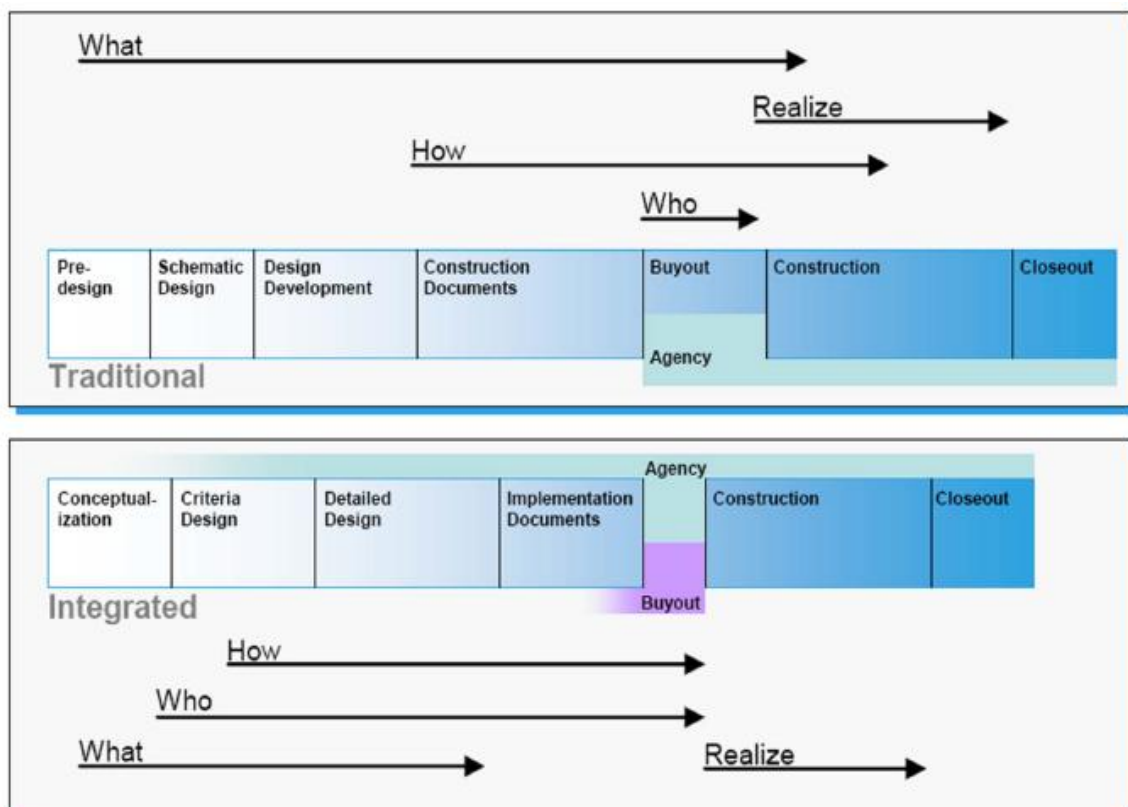 What
Realize
How
Who
Pre-
design
Schematic
Design
Design
Development
Construction
Documents
Buyout
Construction
Closeout
Agency
Traditional
Agency
Conceptual-
ization
Criteria
Design
Detailed
Design
Implementation
Documents
Construction
Closeout
Buyout
Integrated
How
Who
What
Realize